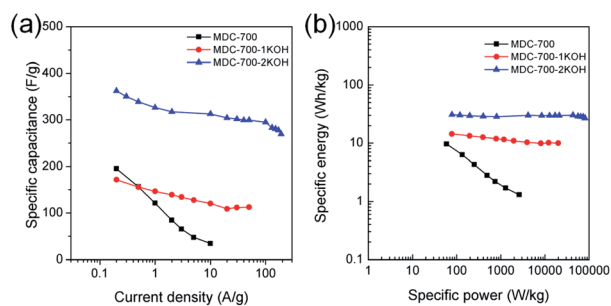 (a)
500
400
300
200
100
0
Specific capacitance (F/g)
MDC-700
MDC-700-1KOH
MDC-700-2KOH
0.1 1 10 100
Current density (A/g)
(b)
1000
100
10
1
0.1
Specific energy (Wh/kg)
MDC-700
MDC-700-1KOH
MDC-700-2KOH
1 10 100 1000 10000 100000
Specific power (W/kg)